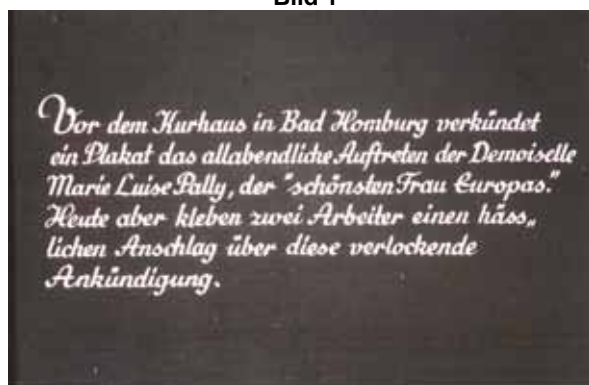 Bild 1
Vor dem Kurhaus in Bad Homburg verkündet
ein Plakat das allabendliche Auftreten der Demoiselle
Marie Luise Pally, der "schönsten Frau Europas."
Heute aber kleben zwei Arbeiter einen häss„
lichen Anschlag über diese verlockende
Ankündigung.